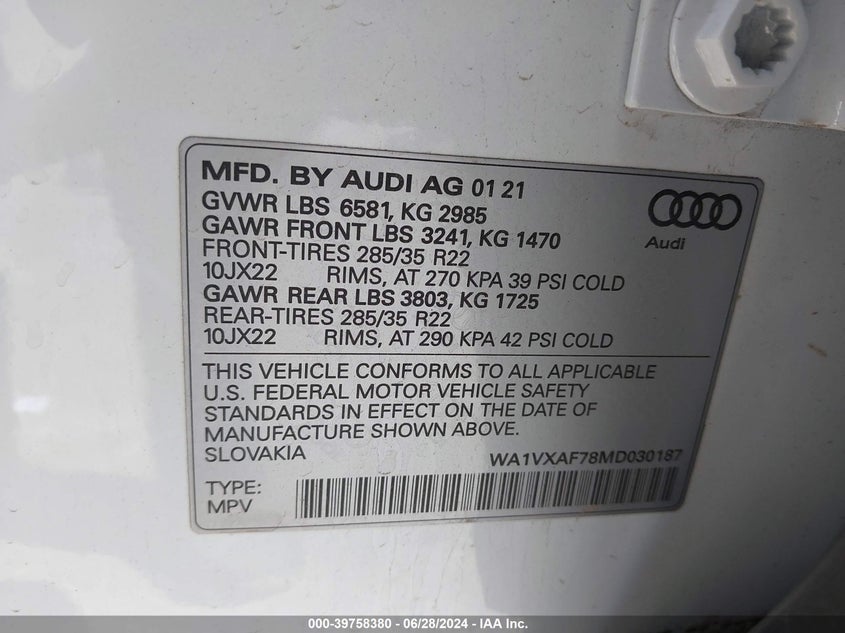 MFD. BY AUDI AG 01 21
GVWR LBS 6581, KG 2985
GAWR FRONT LBS 3241, KG 1470
FRONT-TIRES 285/35 R22
10JX22 RIMS, AT 270 KPA 39 PSI COLD
GAWR REAR LBS 3803, KG 1725
REAR-TIRES 285/35 R22
10JX22 RIMS, AT 290 KPA 42 PSI COLD
Audi
THIS VEHICLE CONFORMS TO ALL APPLICABLE
U.S. FEDERAL MOTOR VEHICLE SAFETY
STANDARDS IN EFFECT ON THE DATE OF
MANUFACTURE SHOWN ABOVE.
SLOVAKIA WA1VXAF78MD030187
TYPE:
MPV
000-39758380 - 06/28/2024 - IAA Inc.